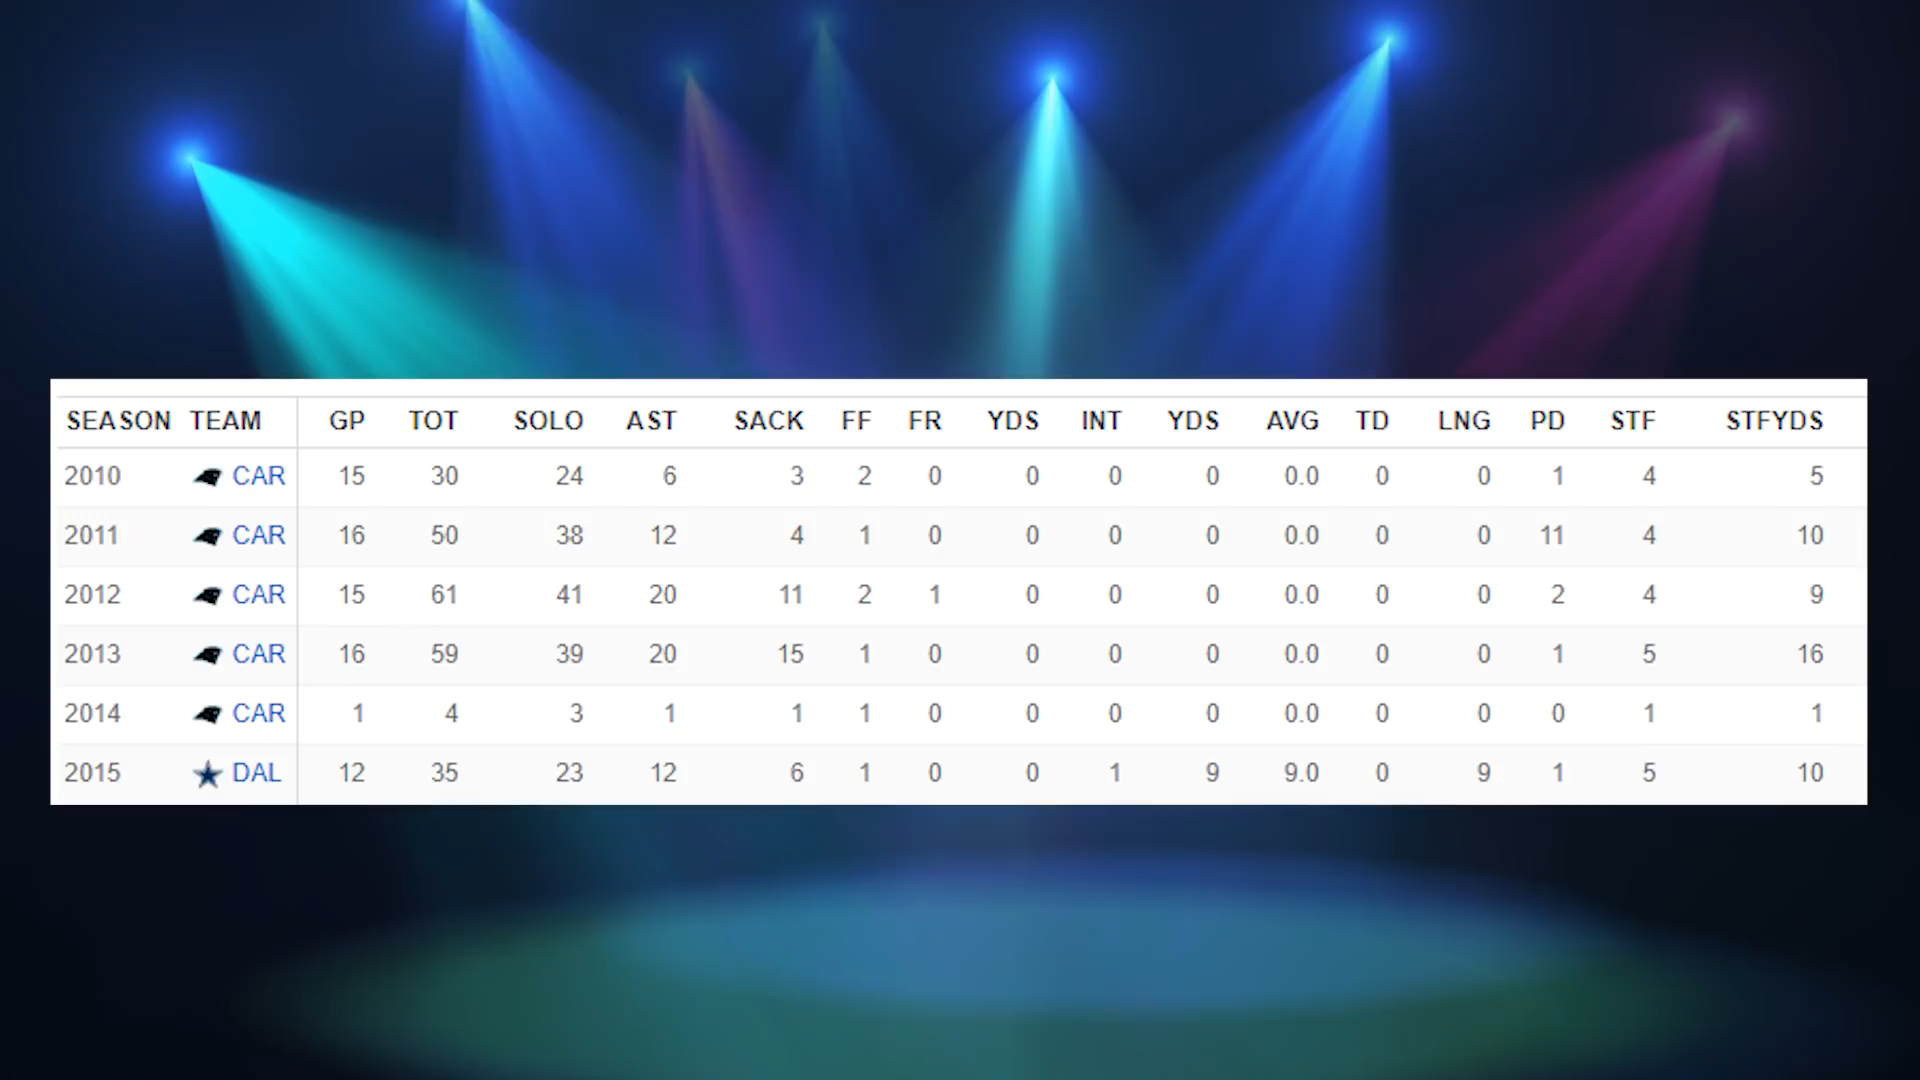 SEASON TEAM GP TOT SOLO AST SACK FF FR YDS INT YDS AVG TD LNG PD STF STFYDS
2010 CAR 15 30 24 6 3 2 0 0 0 0 0.0 0 0 1 4 5
2011 CAR 16 50 38 12 4 1 0 0 0 0 0.0 0 0 11 4 10
2012 CAR 15 61 41 20 11 2 1 0 0 0 0.0 0 0 2 4 9
2013 CAR 16 59 39 20 15 1 0 0 0 0 0.0 0 0 1 5 16
2014 CAR 1 4 3 1 1 1 0 0 0 0 0.0 0 0 0 1 1
2015 DAL 12 35 23 12 6 1 0 0 1 9 9.0 0 9 1 5 10